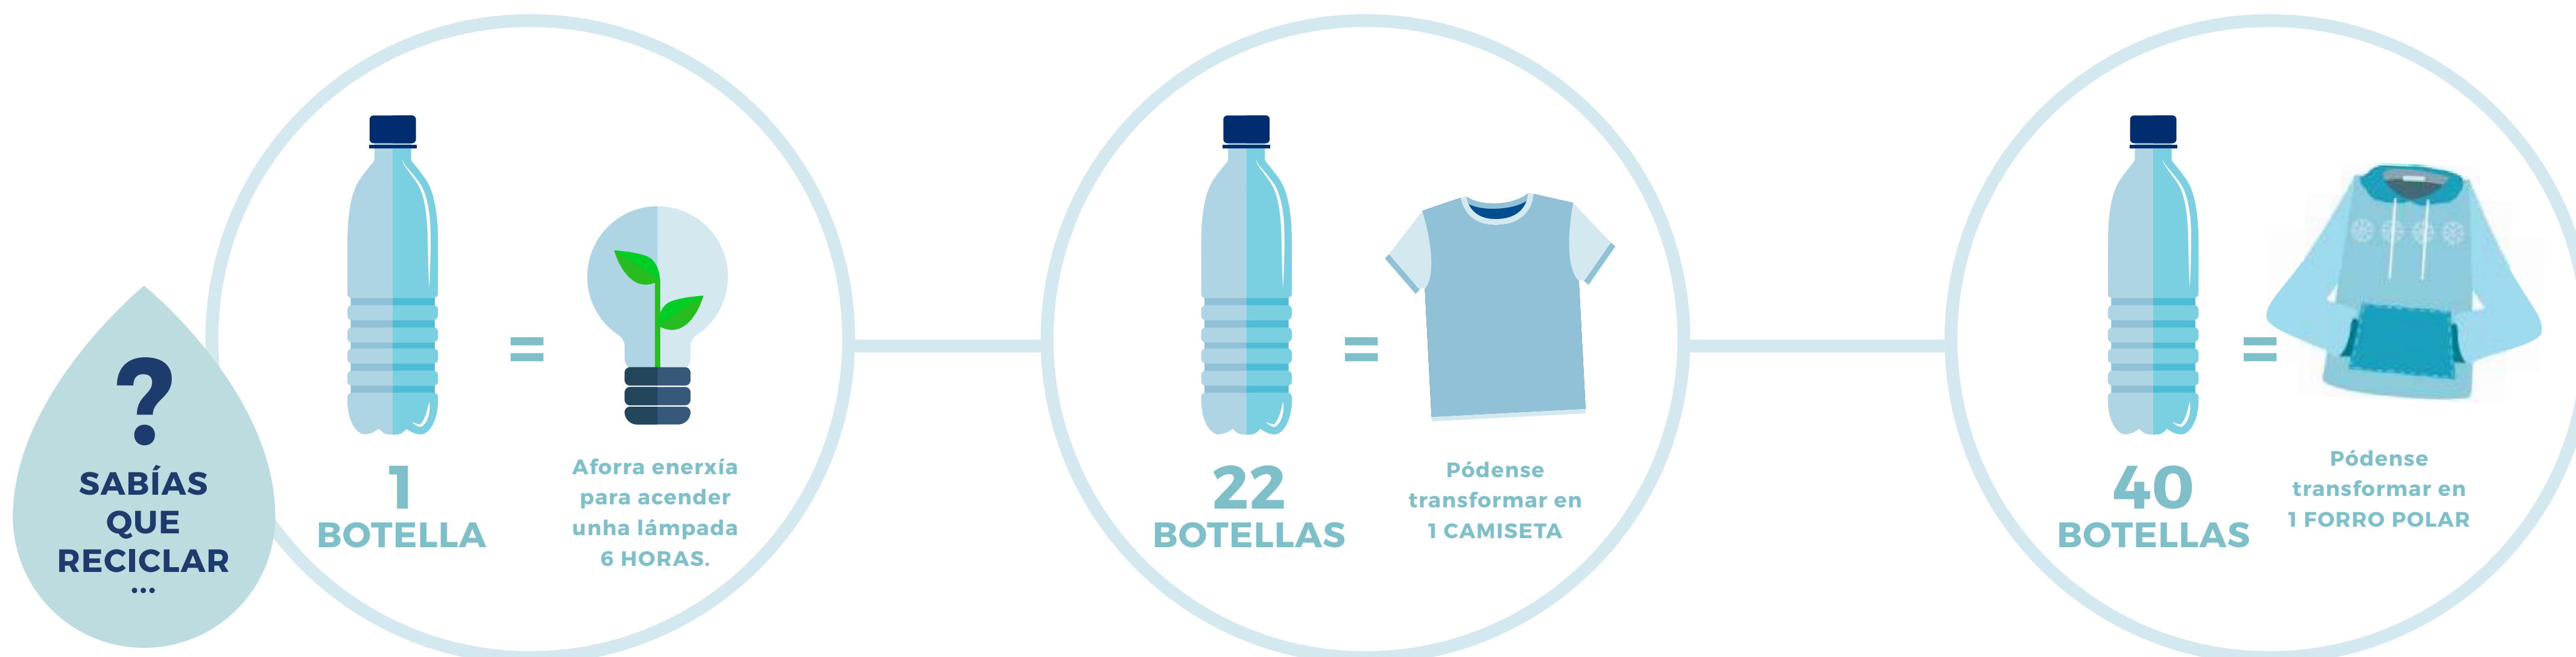 ?
SABÍAS
QUE
RECICLAR
...
=
1
BOTELLA
Aforra enerxía
para acender
unha lámpada
6 HORAS.
=
22
BOTELLAS
Pódense
transformar en
1 CAMISETA
=
40
BOTELLAS
Pódense
transformar en
1 FORRO POLAR